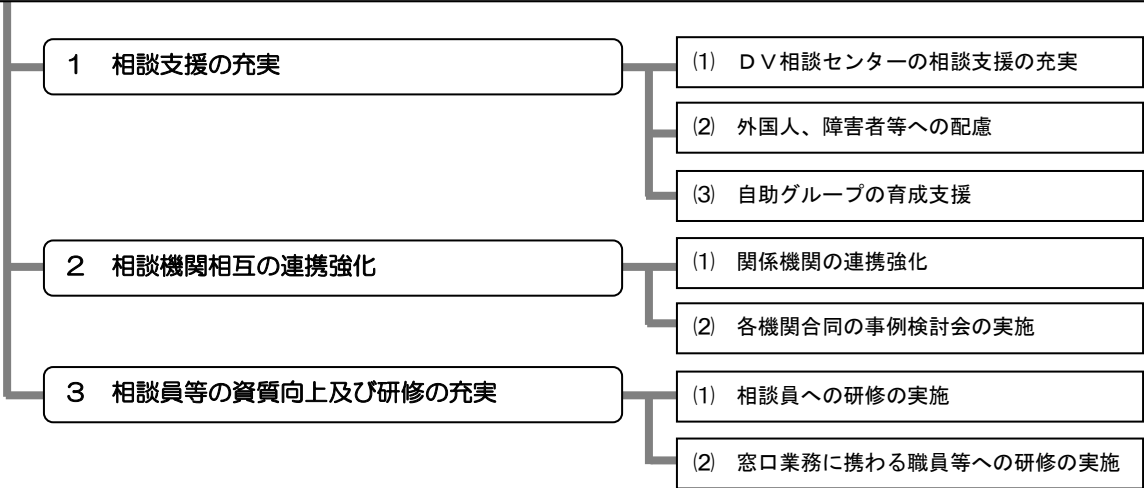 １　相談支援の充実
⑴　ＤＶ相談センターの相談支援の充実
⑵　外国人、障害者等への配慮
⑶　自助グループの育成支援
２　相談機関相互の連携強化
⑴　関係機関の連携強化
⑵　各機関合同の事例検討会の実施
３　相談員等の資質向上及び研修の充実
⑴　相談員への研修の実施
⑵　窓口業務に携わる職員等への研修の実施